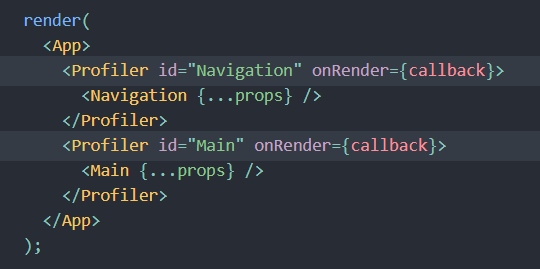 render(
  <App>
    <Profiler id="Navigation" onRender={callback}>
      <Navigation {...props} />
    </Profiler>
    <Profiler id="Main" onRender={callback}>
      <Main {...props} />
    </Profiler>
  </App>
);